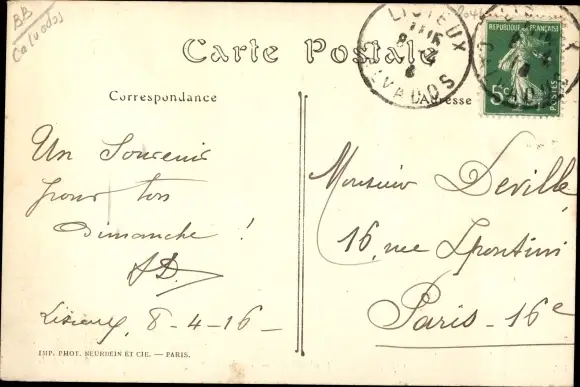 BB
Calvados
Carte Postale
Correspondance
Adresse
LISIEUX
CALVADOS
RÉPUBLIQUE FRANÇAISE
5c
POSTES
Un Souvenir
pour ton
Dimanche !
Lisieux, 8-4-16
Monsieur Deville
16, rue Spontini
Paris - 16e
IMP. PHOT. NEURDEIN ET CIE. — PARIS.